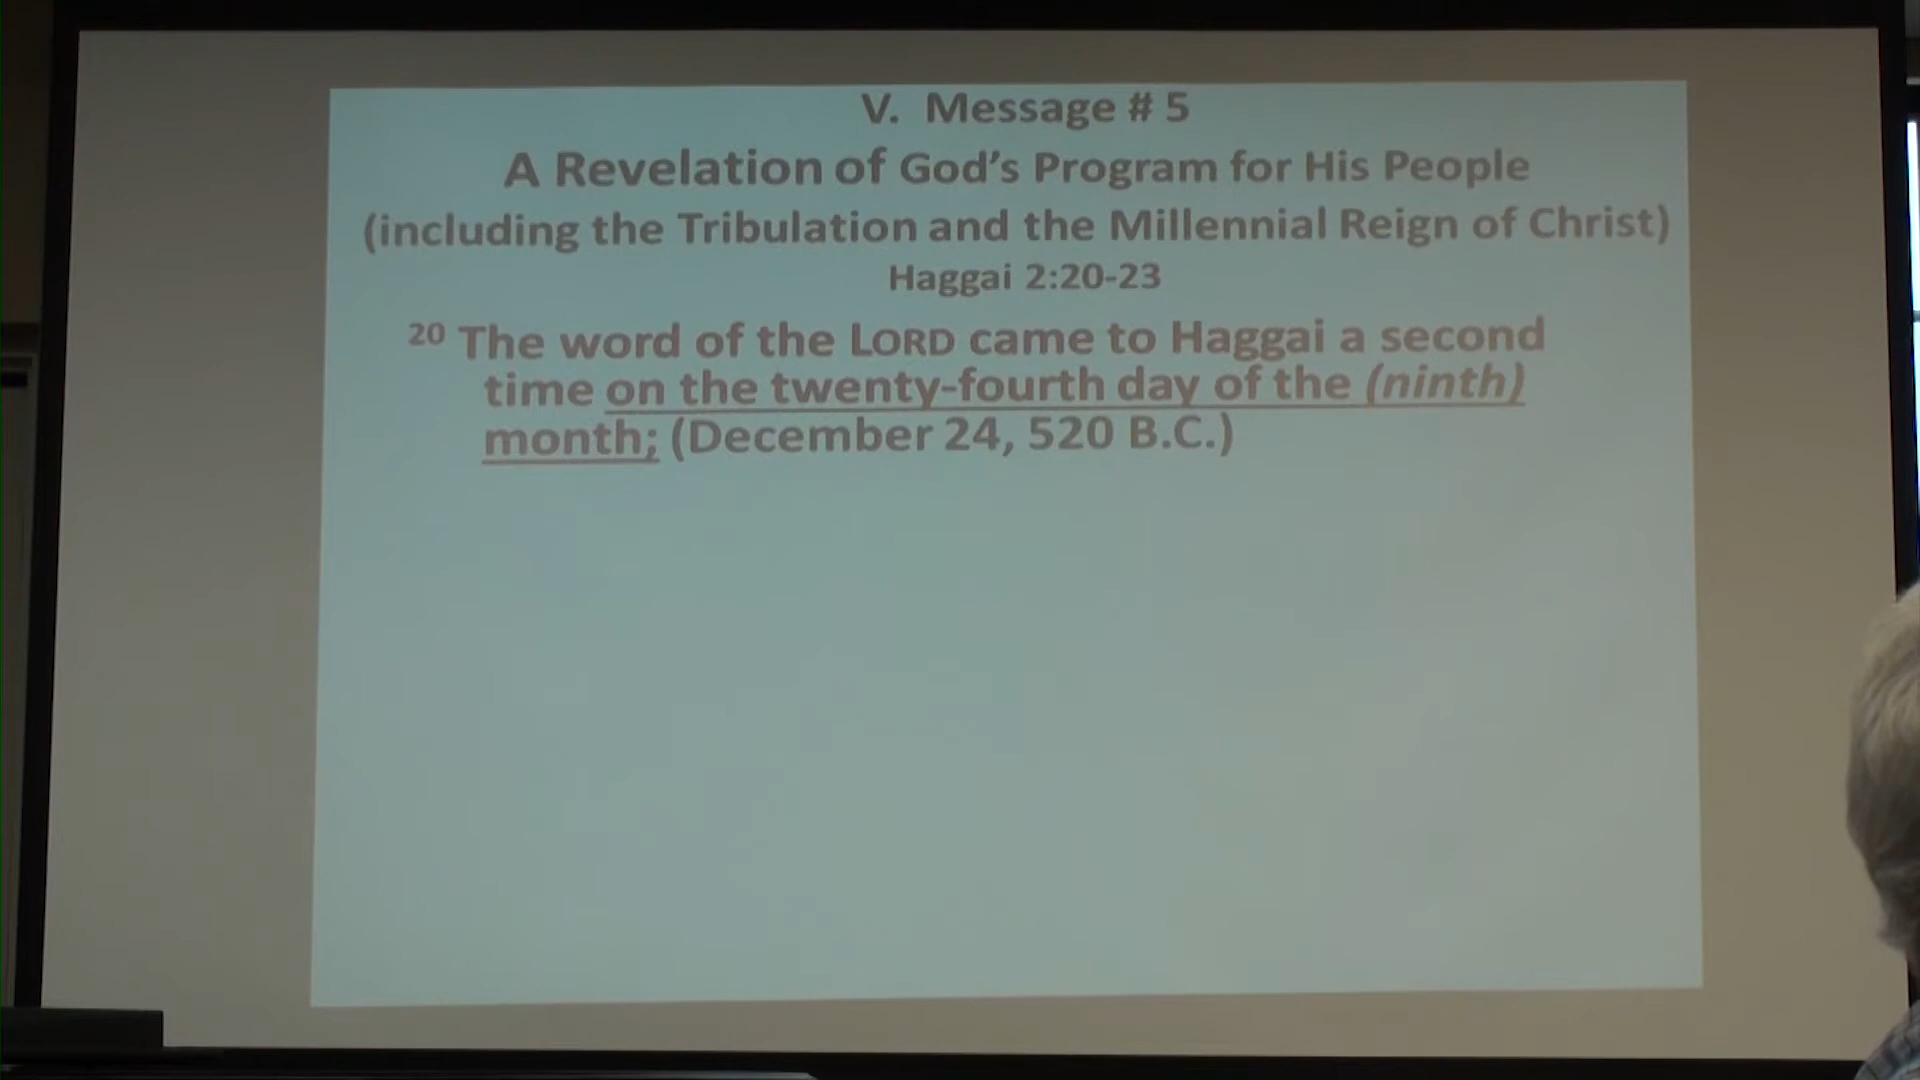 V. Message # 5
A Revelation of God's Program for His People
(including the Tribulation and the Millennial Reign of Christ)
Haggai 2:20-23
20 The word of the LORD came to Haggai a second
time on the twenty-fourth day of the (ninth)
month; (December 24, 520 B.C.)